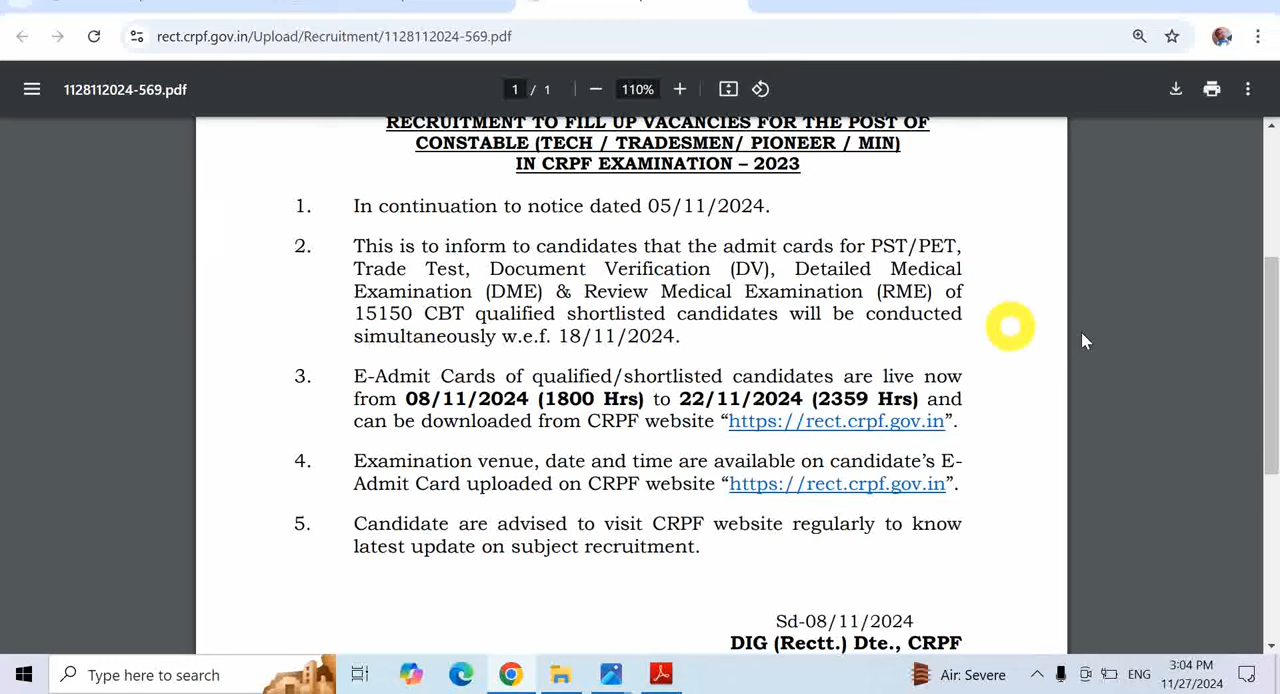 rect.crpf.gov.in/Upload/Recruitment/1128112024-569.pdf
1128112024-569.pdf
1 / 1
110%
RECRUITMENT TO FILL UP VACANCIES FOR THE POST OF
CONSTABLE (TECH / TRADESMEN/ PIONEER / MIN)
IN CRPF EXAMINATION – 2023
1. In continuation to notice dated 05/11/2024.
2. This is to inform to candidates that the admit cards for PST/PET,
Trade Test, Document Verification (DV), Detailed Medical
Examination (DME) & Review Medical Examination (RME) of
15150 CBT qualified shortlisted candidates will be conducted
simultaneously w.e.f. 18/11/2024.
3. E-Admit Cards of qualified/shortlisted candidates are live now
from 08/11/2024 (1800 Hrs) to 22/11/2024 (2359 Hrs) and
can be downloaded from CRPF website “https://rect.crpf.gov.in”.
4. Examination venue, date and time are available on candidate’s E-
Admit Card uploaded on CRPF website “https://rect.crpf.gov.in”.
5. Candidate are advised to visit CRPF website regularly to know
latest update on subject recruitment.
Sd-08/11/2024
DIG (Rectt.) Dte., CRPF
Type here to search
Air: Severe
ENG
3:04 PM
11/27/2024